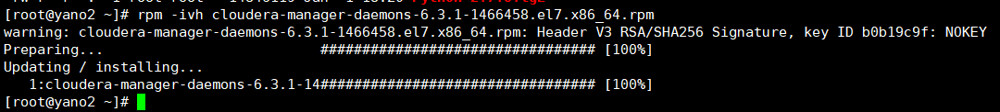 [root@yano2 ~]# rpm -ivh cloudera-manager-daemons-6.3.1-1466458.el7.x86_64.rpm
warning: cloudera-manager-daemons-6.3.1-1466458.el7.x86_64.rpm: Header V3 RSA/SHA256 Signature, key ID b0b19c9f: NOKEY
Preparing... ################################# [100%]
Updating / installing...
1:cloudera-manager-daemons-6.3.1-14################################# [100%]
[root@yano2 ~]#